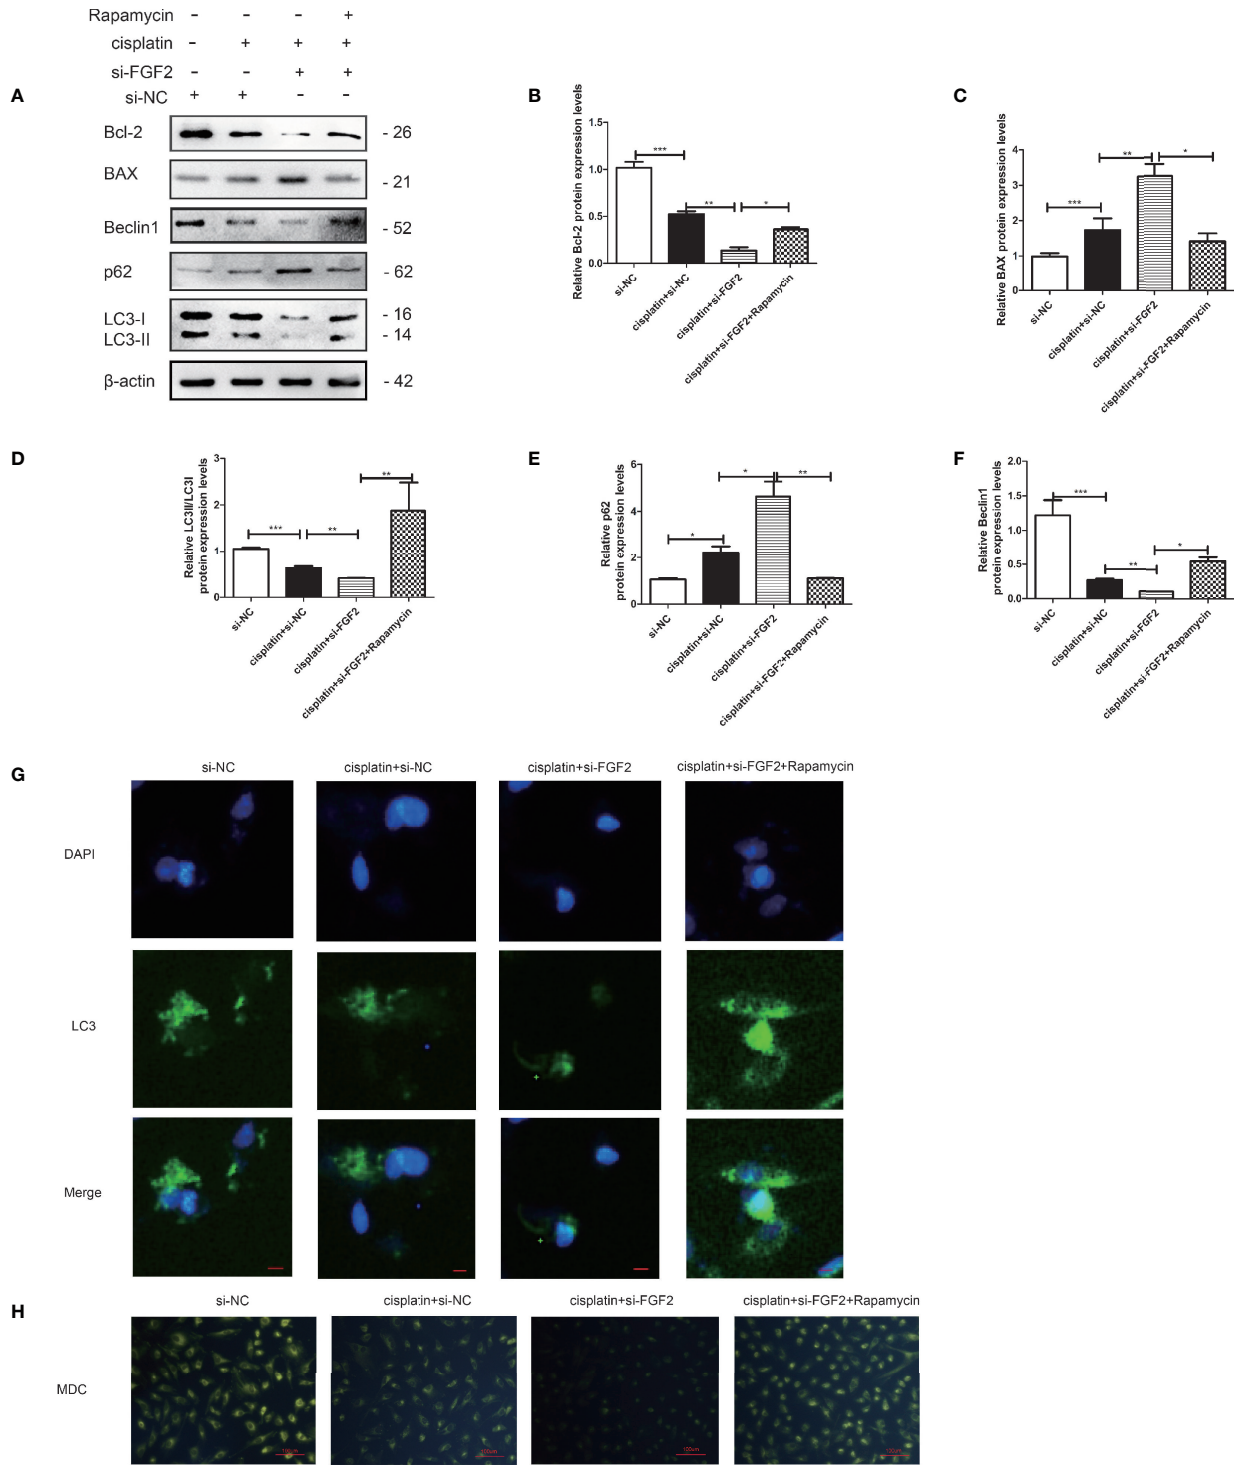 Rapamycin - - - +
cisplatin - + + +
si-FGF2 - - + +
A
si-NC + + - -
Bcl-2 - 26
BAX - 21
Beclin1 - 52
p62 - 62
LC3-I - 16
LC3-II - 14
β-actin - 42
B
Relative Bcl-2 protein expression levels
1.5
1.0
0.5
0.0
***
**
*
si-NC
cisplatin+si-NC
cisplatin+si-FGF2
cisplatin+si-FGF2+Rapamycin
C
Relative BAX protein expression levels
4
3
2
1
0
***
**
*
si-NC
cisplatin+si-NC
cisplatin+si-FGF2
cisplatin+si-FGF2+Rapamycin
D
Relative LC3II/LC3I
protein expression levels
3
2
1
0
***
**
**
si-NC
cisplatin+si-NC
cisplatin+si-FGF2
cisplatin+si-FGF2+Rapamycin
E
Relative p62
protein expression levels
6
4
2
0
*
*
**
si-NC
cisplatin+si-NC
cisplatin+si-FGF2
cisplatin+si-FGF2+Rapamycin
F
Relative Beclin1
protein expression levels
2.0
1.5
1.0
0.5
0.0
***
**
*
si-NC
cisplatin+si-NC
cisplatin+si-FGF2
cisplatin+si-FGF2+Rapamycin
G
si-NC cisplatin+si-NC cisplatin+si-FGF2 cisplatin+si-FGF2+Rapamycin
DAPI
LC3
Merge
H
si-NC cisplatin+si-NC cisplatin+si-FGF2 cisplatin+si-FGF2+Rapamycin
MDC
100um 100um 100um 100um